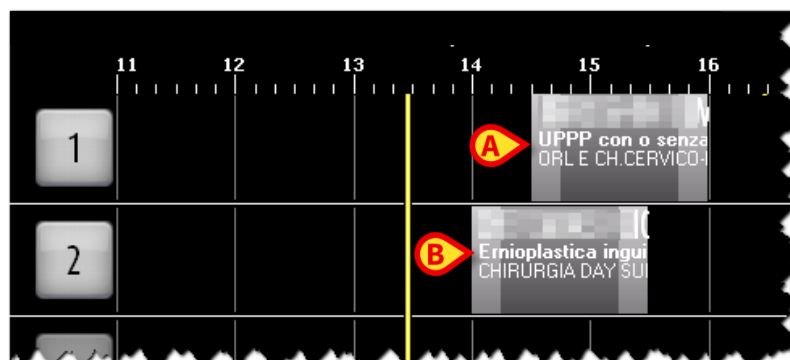 11 12 13 14 15 16
1
A
UPPP con o senza
ORL E CH.CERVICO-
2
B
Ernioplastica ingui
CHIRURGIA DAY SU